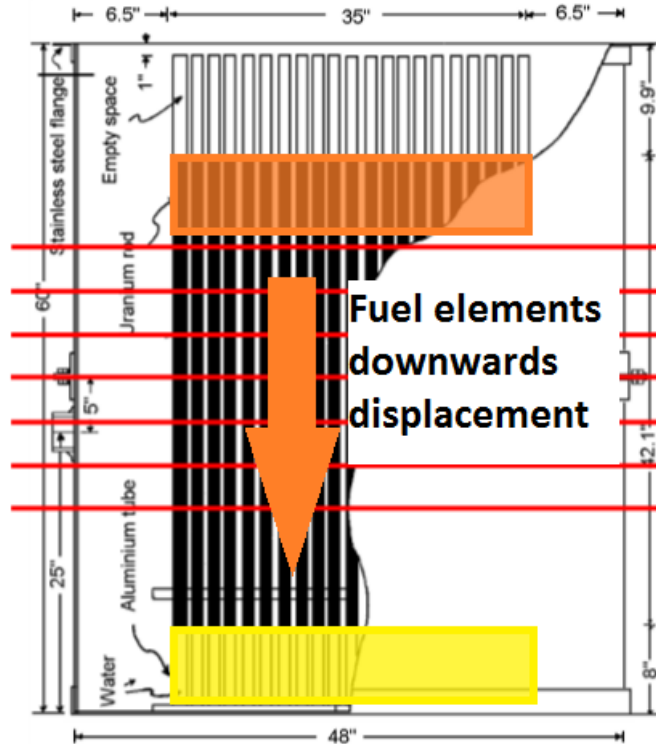 6.5"
35"
6.5"
Stainless steel flange
1"
Empty space
9.9"
Uranium rod
60"
Fuel elements
downwards
displacement
5"
42.1"
25"
Aluminium tube
Water
8"
48"